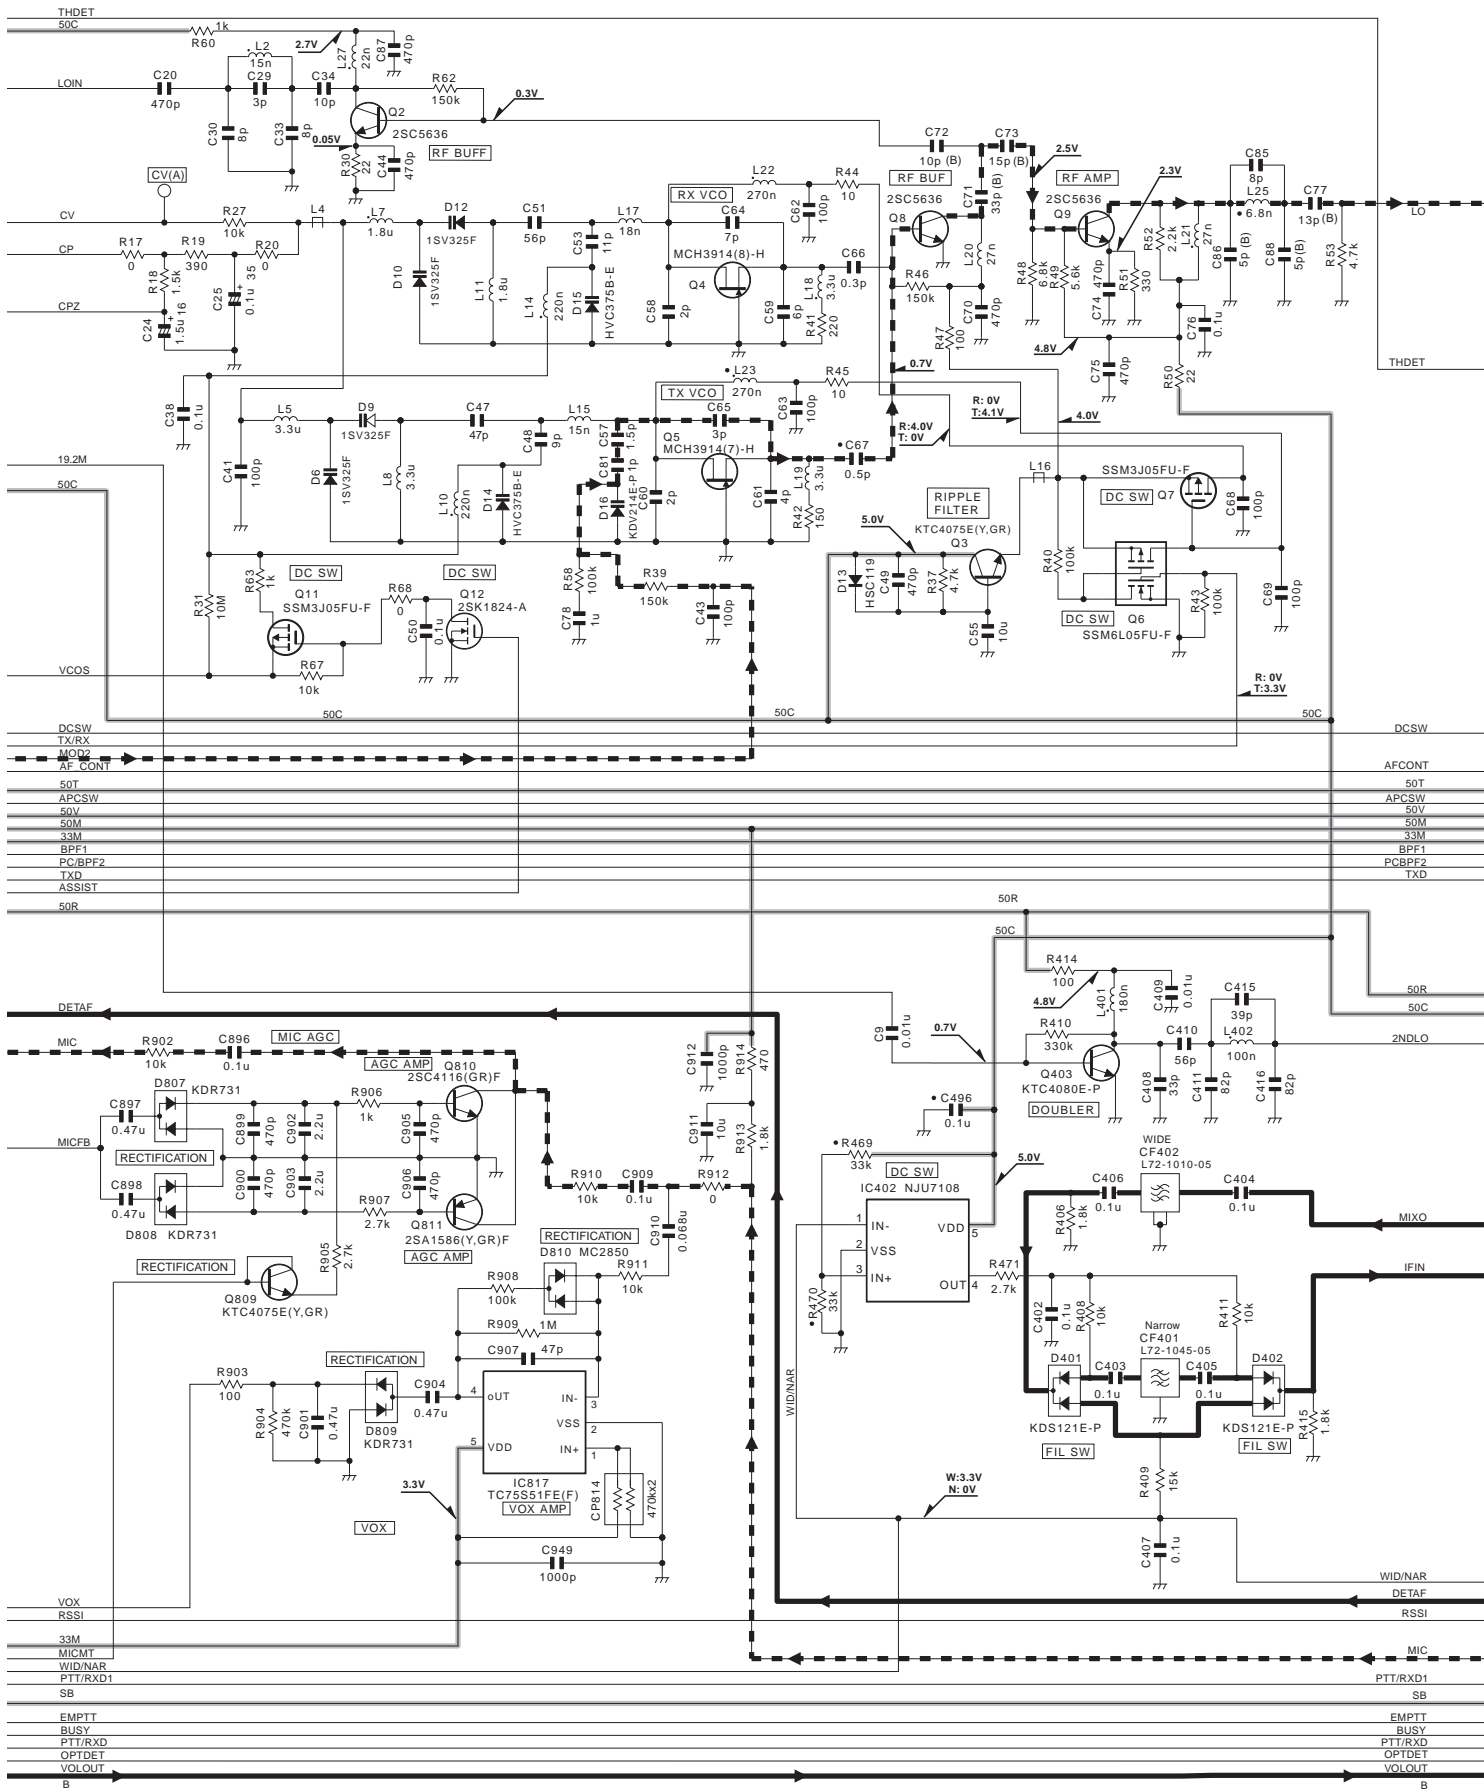 THDET
50C
1k
R60
2.7V
L27
22n
C87
470p
L2
15n
C20
C29
C34
R62
LOIN
470p
3p
10p
150k
0.3V
Q2
2SC5636
C30
8p
C33
8p
0.05V
R30
22
C44
470p
RF BUFF
C72
10p (B)
C73
15p (B)
2.5V
C85
8p
CV(A)
L22
270n
R44
10
RX VCO
RF BUF
2SC5636
C71
33p (B)
RF AMP
2SC5636
2.3V
L25
6.8n
C77
13p (B)
LO
CV
R27
10k
L4
L7
1.8u
D12
1SV325F
C51
56p
L17
18n
C64
7p
C62
100p
Q8
Q9
CP
R17
0
R19
390
R20
0
R18
1.5k
C25
0.1u 35
CPZ
C24
1.5u 16
D10
1SV325F
L11
1.8u
L14
220n
C53
11p
D15
HVC375B-E
MCH3914(8)-H
Q4
C58
2p
C59
6p
L18
3.3u
R41
220
C66
0.3p
R46
150k
R47
100
L20
27n
C70
470p
R48
6.8k
R49
5.6k
C74
470p
R51
330
R52
2.2k
L21
27n
C86
5p (B)
C88
5p(B)
R53
4.7k
C76
0.1u
4.8V
C75
470p
R50
22
THDET
0.7V
C38
0.1u
L23
270n
R45
10
TX VCO
C63
100p
R: 0V
T:4.1V
4.0V
R:4.0V
T: 0V
L5
3.3u
D9
1SV325F
C47
47p
L15
15n
C65
3p
C48
9p
C57
1.5p
C81
1p
Q5
MCH3914(7)-H
C67
0.5p
19.2M
50C
C41
100p
D6
1SV325F
L8
3.3u
L10
220n
D14
HVC375B-E
D16
KDV214E-P
C60
2p
C61
4p
L19
3.3u
R42
150
L16
SSM3J05FU-F
DC SW
Q7
C68
100p
RIPPLE
FILTER
KTC4075E(Y,GR)
Q3
5.0V
R63
1k
DC SW
Q11
SSM3J05FU-F
R68
0
DC SW
Q12
2SK1824-A
R31
10M
C50
0.1u
R58
100k
C78
1u
R39
150k
C43
100p
D13
HSC119
C49
470p
R37
4.7k
C55
10u
R40
100k
R43
100k
C69
100p
DC SW
Q6
SSM6L05FU-F
VCOS
R67
10k
R: 0V
T:3.3V
50C
50C
50C
DCSW
DCSW
TX/RX
MOD2
AF_CONT
AFCONT
50T
50T
APCSW
APCSW
50V
50V
50M
50M
33M
33M
BPF1
BPF1
PC/BPF2
PCBPF2
TXD
TXD
ASSIST
50R
50R
50C
R414
100
4.8V
L401
180n
C409
0.01u
C415
39p
50R
50C
DETAF
C9
0.01u
0.7V
R410
330k
C410
56p
L402
100n
2NDLO
MIC
R902
10k
C896
0.1u
MIC AGC
AGC AMP
Q810
2SC4116(GR)F
C912
1000p
R914
470
Q403
KTC4080E-P
DOUBLER
C408
33p
C411
82p
C416
82p
D807
KDR731
C897
0.47u
R906
1k
C899
470p
C902
2.2u
C905
470p
C911
10u
R913
1.8k
C496
0.1u
MICFB
RECTIFICATION
R469
33k
WIDE
CF402
L72-1010-05
C898
0.47u
C900
470p
C903
2.2u
C906
470p
R910
10k
C909
0.1u
R912
0
DC SW
IC402 NJU7108
5.0V
C406
0.1u
C404
0.1u
R907
2.7k
D808 KDR731
Q811
2SA1586(Y,GR)F
AGC AMP
RECTIFICATION
D810 MC2850
C910
0.068u
1 IN-
VDD 5
2 VSS
3 IN+
OUT 4
R406
1.8k
MIXO
RECTIFICATION
R905
2.7k
Q809
KTC4075E(Y,GR)
R908
100k
R911
10k
R470
33k
R471
2.7k
IFIN
R909
1M
C907
47p
C402
0.1u
R408
10k
R411
10k
Narrow
CF401
L72-1045-05
R903
100
RECTIFICATION
C904
0.47u
4 oUT
IN- 3
VSS 2
5 VDD
IN+ 1
WID/NAR
D401
C403
0.1u
C405
0.1u
D402
R904
470k
C901
0.47u
D809
KDR731
KDS121E-P
FIL SW
KDS121E-P
FIL SW
R415
1.8k
3.3V
IC817
TC75S51FE(F)
VOX AMP
CP814
470kx2
W:3.3V
N: 0V
R409
15k
VOX
C949
1000p
C407
0.1u
WID/NAR
VOX
DETAF
RSSI
RSSI
33M
MICMT
MIC
WID/NAR
PTT/RXD1
PTT/RXD1
SB
SB
EMPTT
EMPTT
BUSY
BUSY
PTT/RXD
PTT/RXD
OPTDET
OPTDET
VOLOUT
VOLOUT
B
B